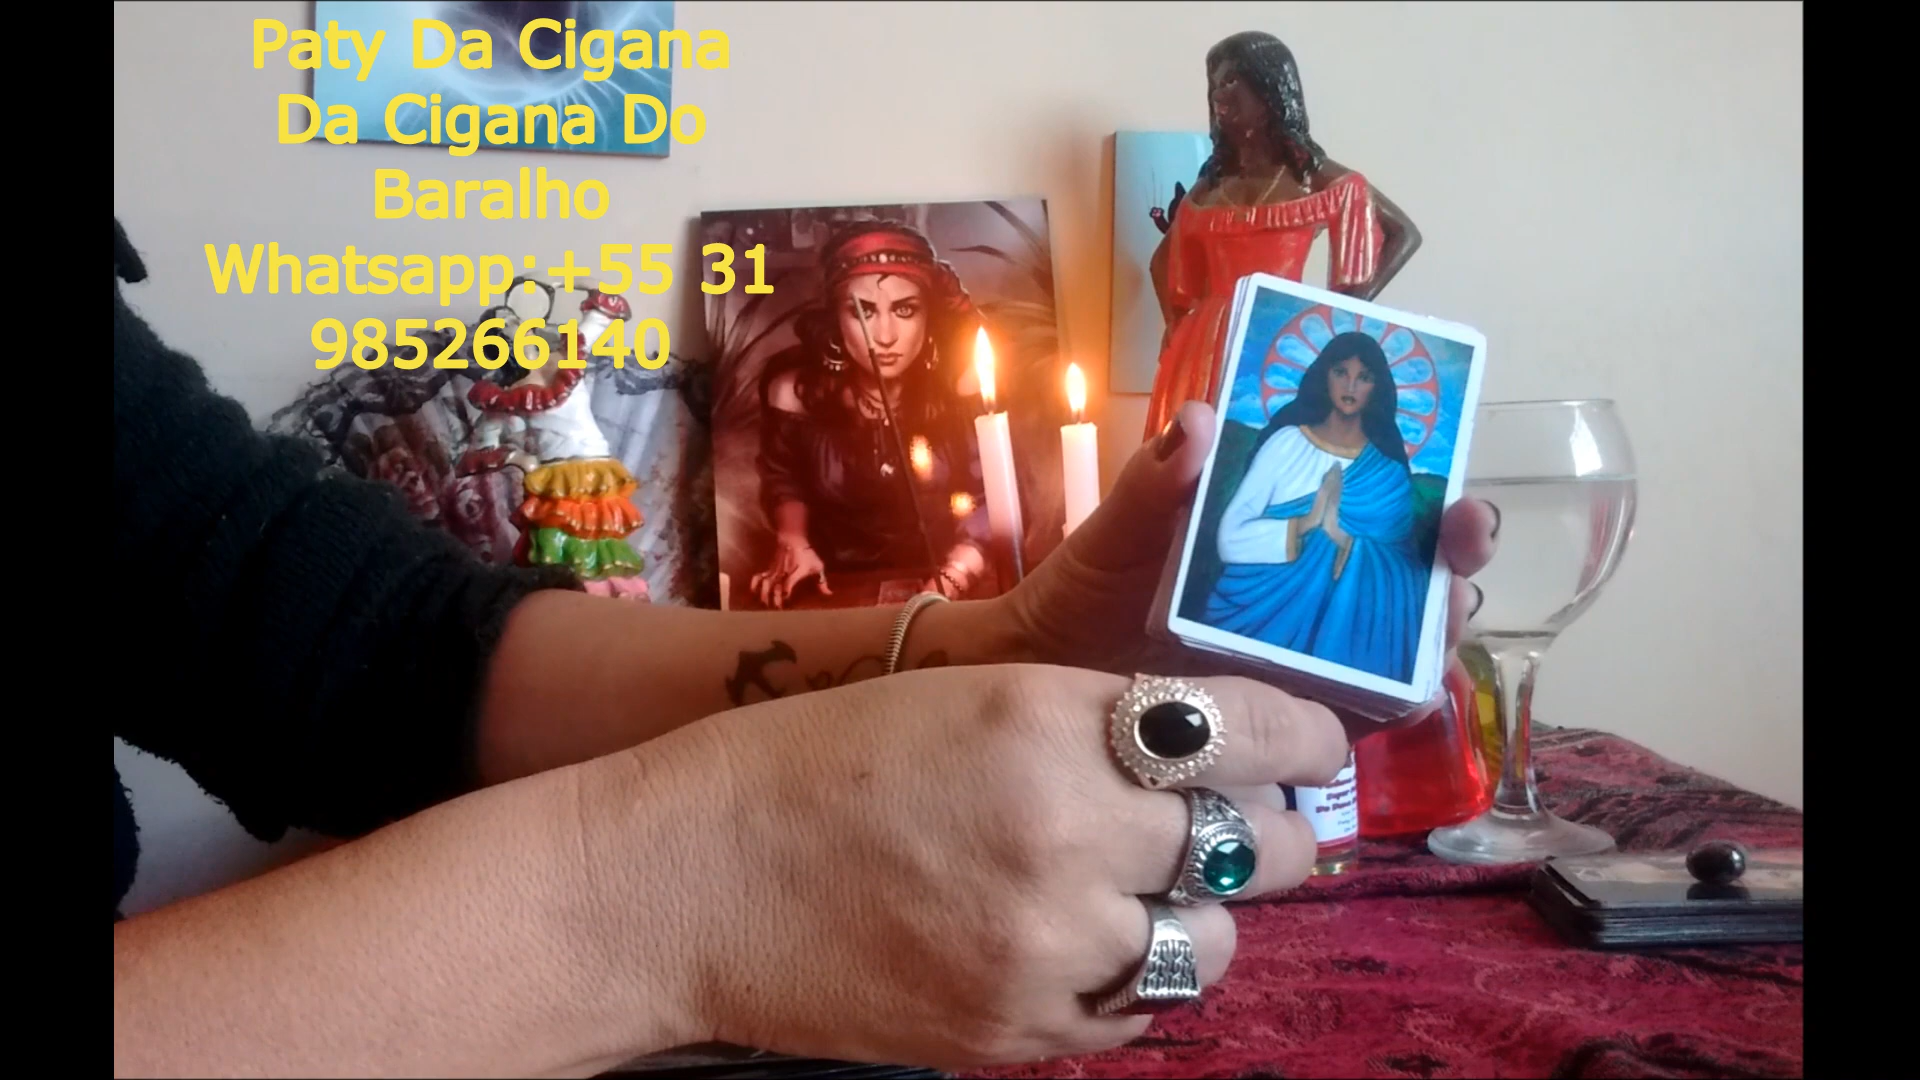 Paty Da Cigana
Da Cigana Do
Baralho
Whatsapp:+55 31
985266140